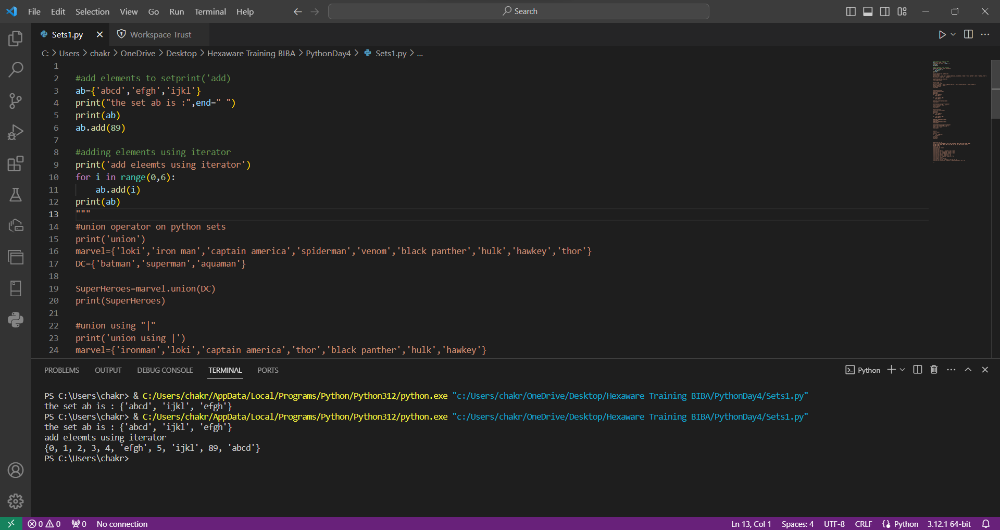 File Edit Selection View Go Run Terminal Help Search
Sets1.py Workspace Trust
C: > Users > chakr > OneDrive > Desktop > Hexaware Training BIBA > PythonDay4 > Sets1.py > ...
1
2 #add elements to setprint('add)
3 ab={'abcd','efgh','ijkl'}
4 print("the set ab is :",end=" ")
5 print(ab)
6 ab.add(89)
7
8 #adding elements using iterator
9 print('add eleemts using iterator')
10 for i in range(0,6):
11     ab.add(i)
12 print(ab)
13 """
14 #union operator on python sets
15 print('union')
16 marvel={'loki','iron man','captain america','spiderman','venom','black panther','hulk','hawkey','thor'}
17 DC={'batman','superman','aquaman'}
18
19 SuperHeroes=marvel.union(DC)
20 print(SuperHeroes)
21
22 #union using "|"
23 print('union using |')
24 marvel={'ironman','loki','captain america','thor','black panther','hulk','hawkey'}
PROBLEMS OUTPUT DEBUG CONSOLE TERMINAL PORTS Python
PS C:\Users\chakr> & C:/Users/chakr/AppData/Local/Programs/Python/Python312/python.exe "c:/Users/chakr/OneDrive/Desktop/Hexaware Training BIBA/PythonDay4/Sets1.py"
the set ab is : {'abcd', 'ijkl', 'efgh'}
PS C:\Users\chakr> & C:/Users/chakr/AppData/Local/Programs/Python/Python312/python.exe "c:/Users/chakr/OneDrive/Desktop/Hexaware Training BIBA/PythonDay4/Sets1.py"
the set ab is : {'abcd', 'ijkl', 'efgh'}
add eleemts using iterator
{0, 1, 2, 3, 4, 'efgh', 5, 'ijkl', 89, 'abcd'}
PS C:\Users\chakr>
0 0 0 No connection Ln 13, Col 1 Spaces: 4 UTF-8 CRLF Python 3.12.1 64-bit